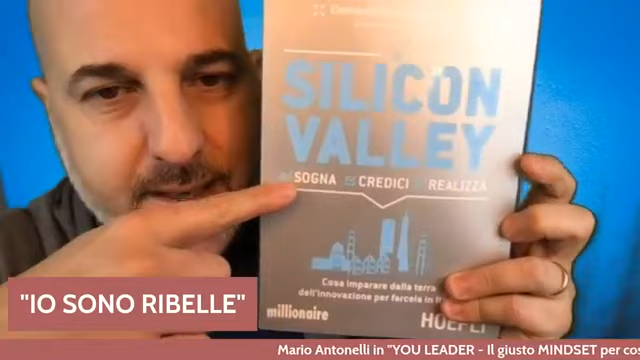 SILICON
VALLEY
SOGNA CREDICI REALIZZA
Cosa imparare dalla terra
dell'innovazione per farcela in
millionaire
HOEPLI
"IO SONO RIBELLE"
Mario Antonelli in "YOU LEADER - Il giusto MINDSET per cos